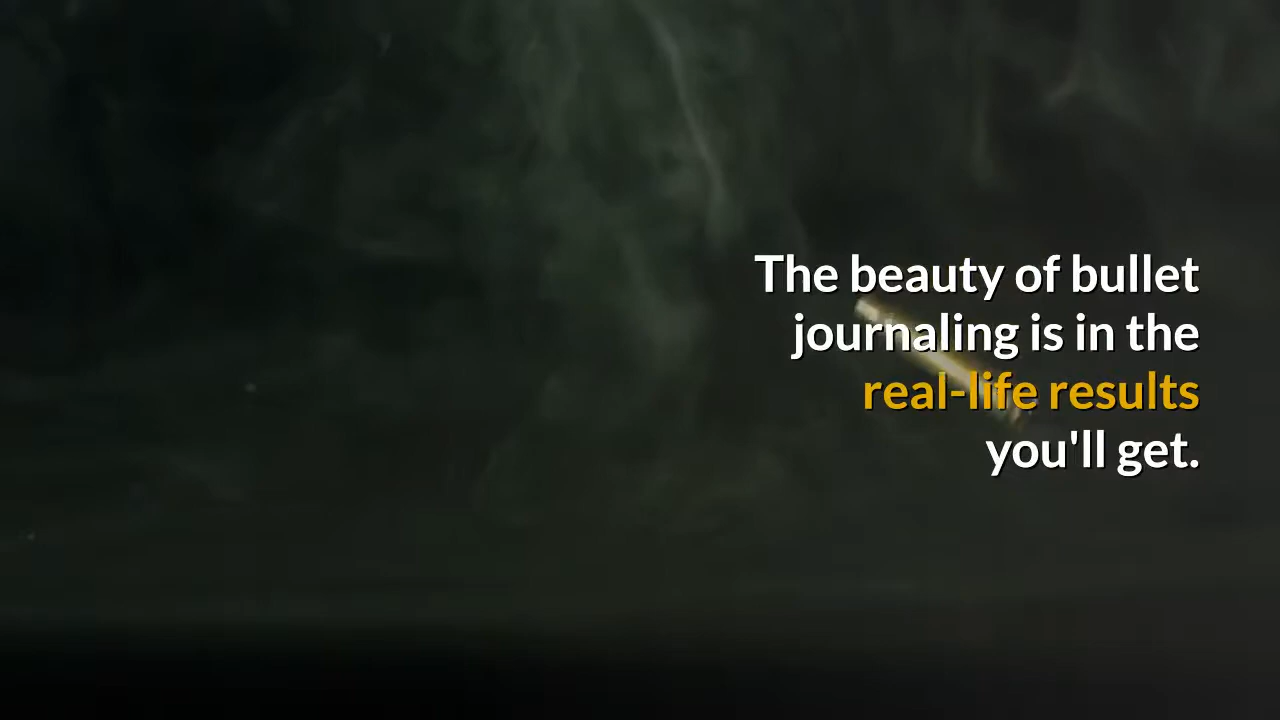 The beauty of bullet
journaling is in the
real-life results
you'll get.